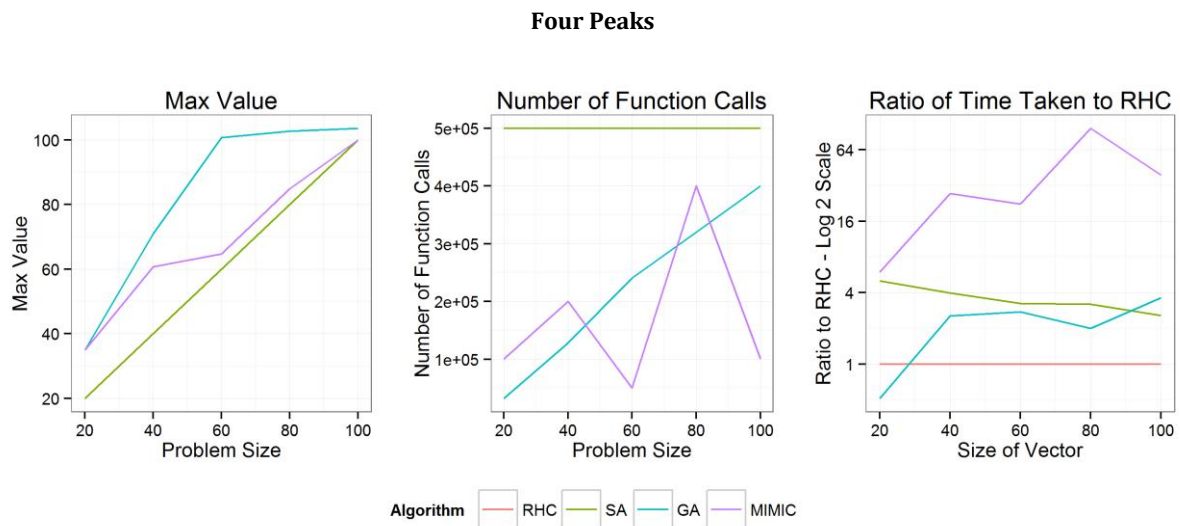 Four Peaks
Max Value
Max Value
100
80
60
40
20
20 40 60 80 100
Problem Size
Number of Function Calls
Number of Function Calls
5e+05
4e+05
3e+05
2e+05
1e+05
20 40 60 80 100
Problem Size
Ratio of Time Taken to RHC
Ratio to RHC - Log 2 Scale
64
16
4
1
20 40 60 80 100
Size of Vector
Algorithm RHC SA GA MIMIC